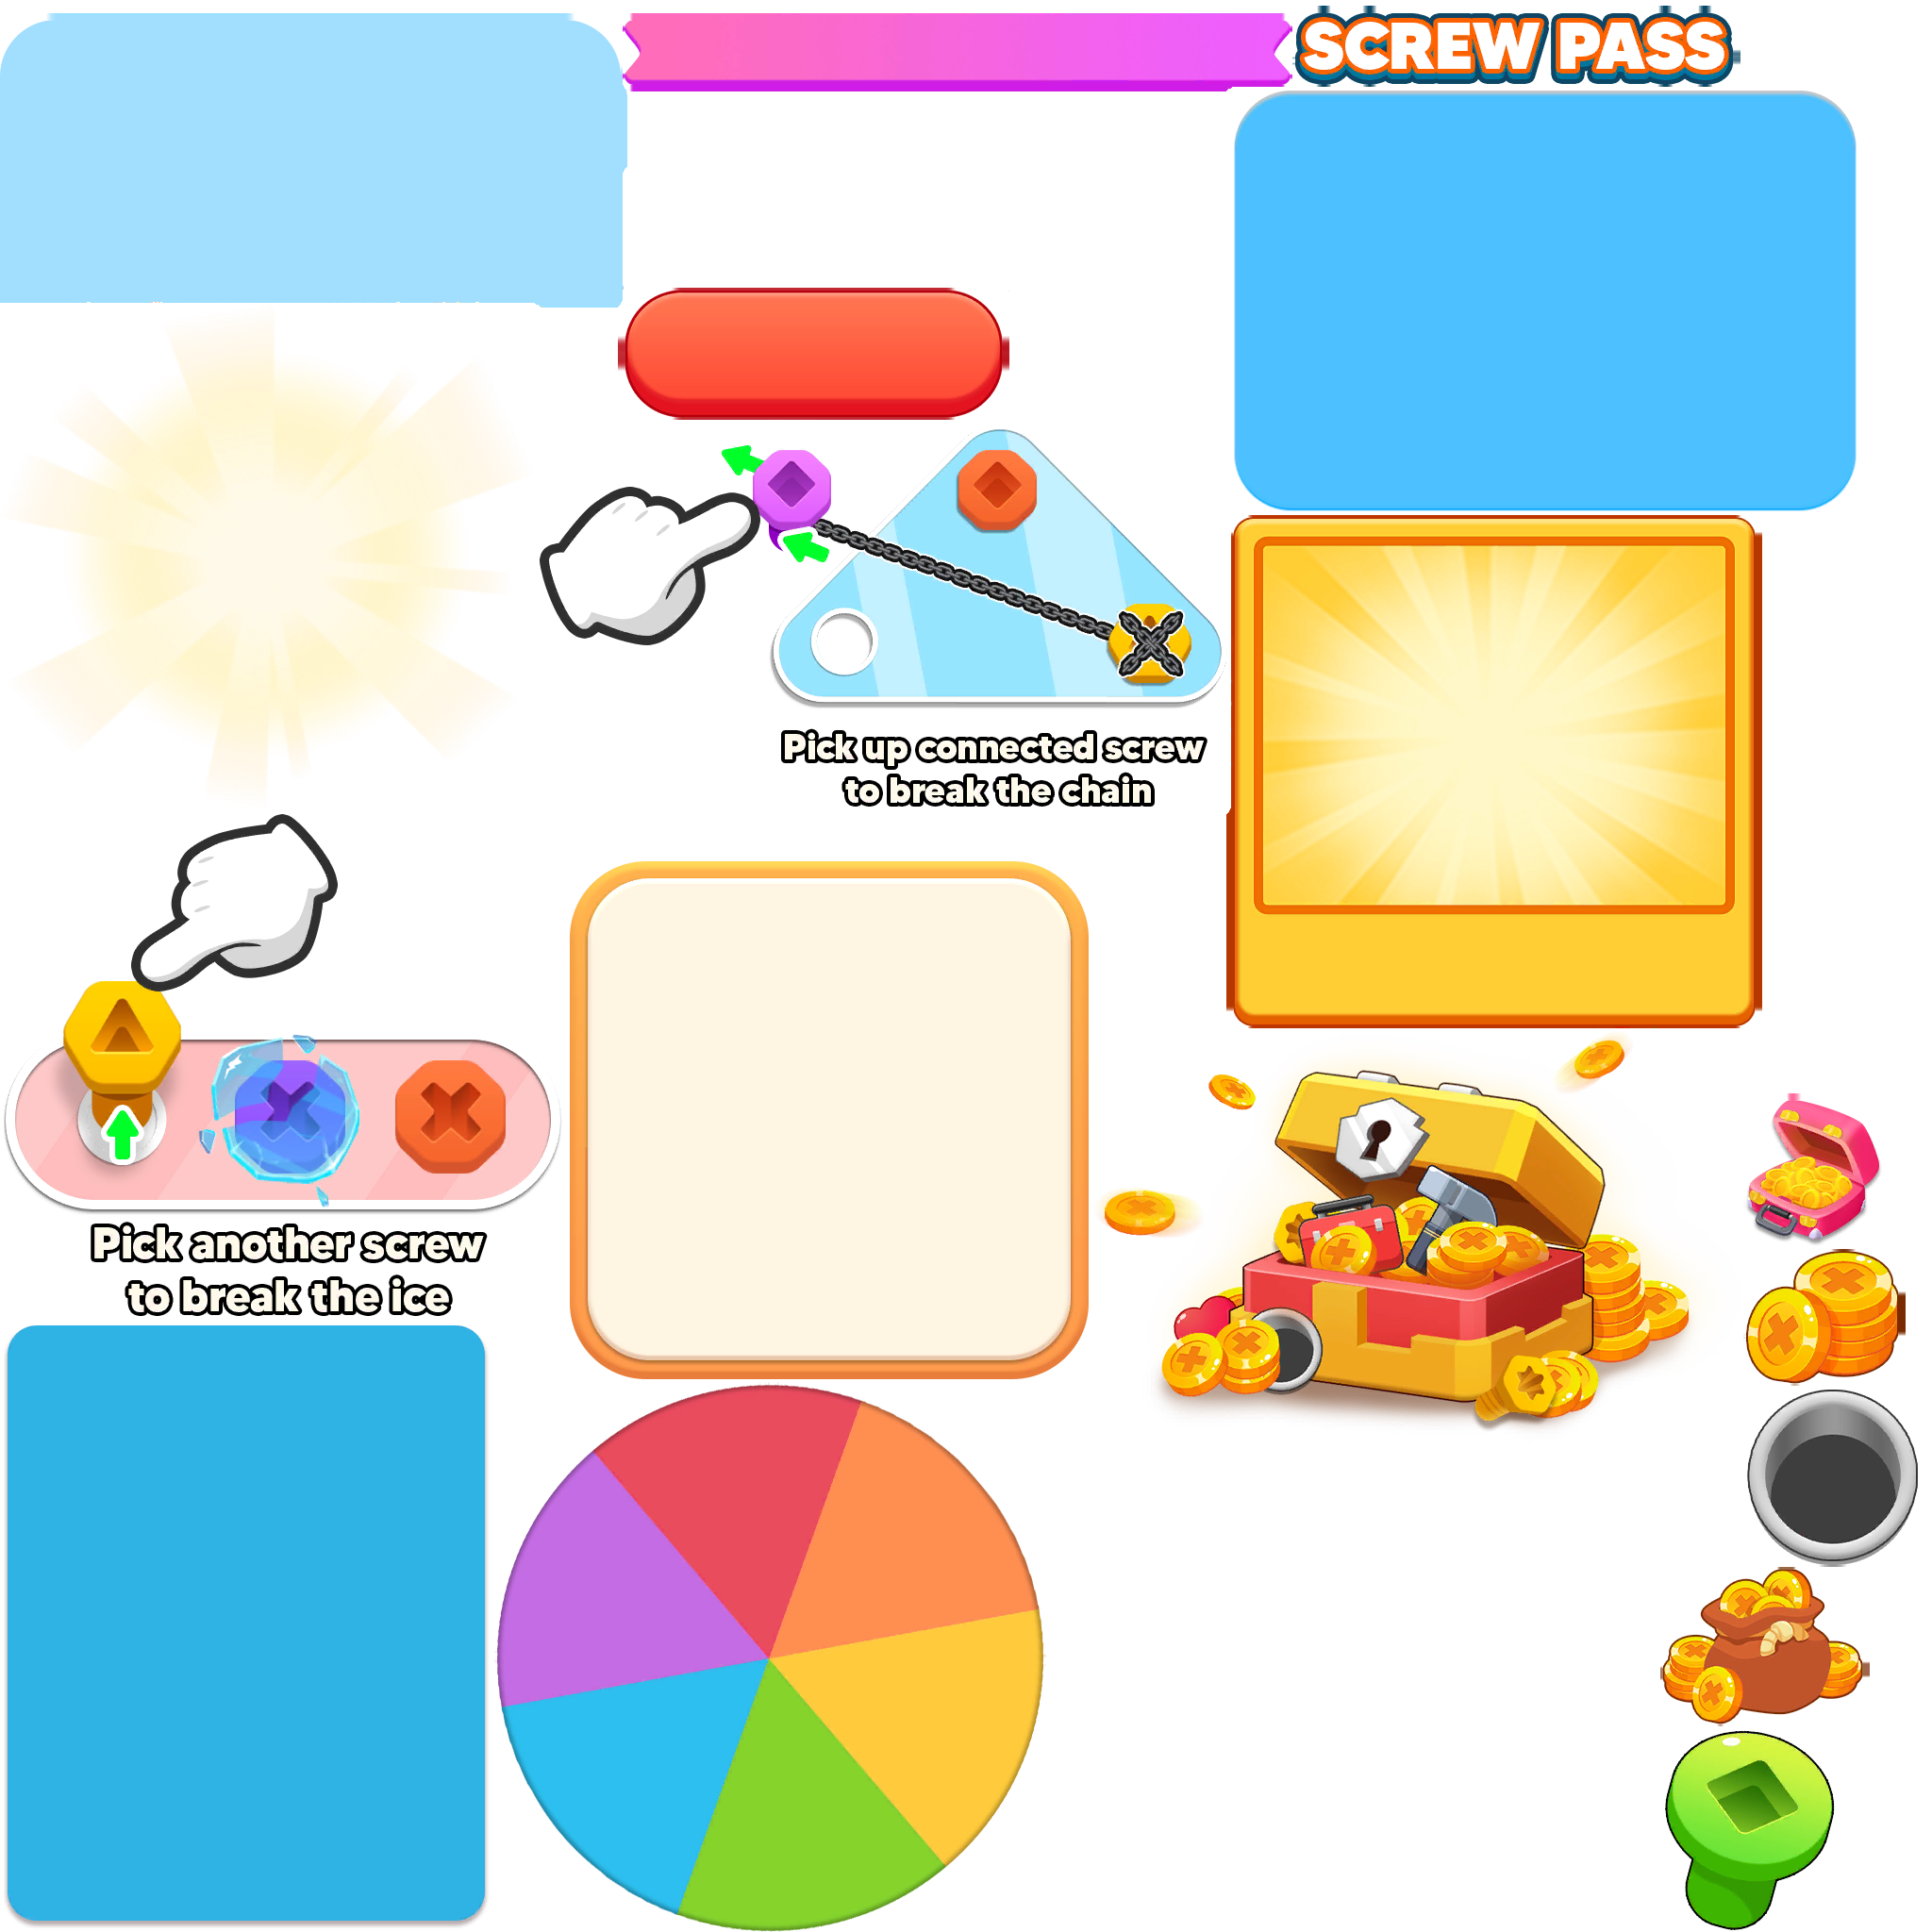 SCREW PASS
Pick up connected screw
to break the chain
Pick another screw
to break the ice